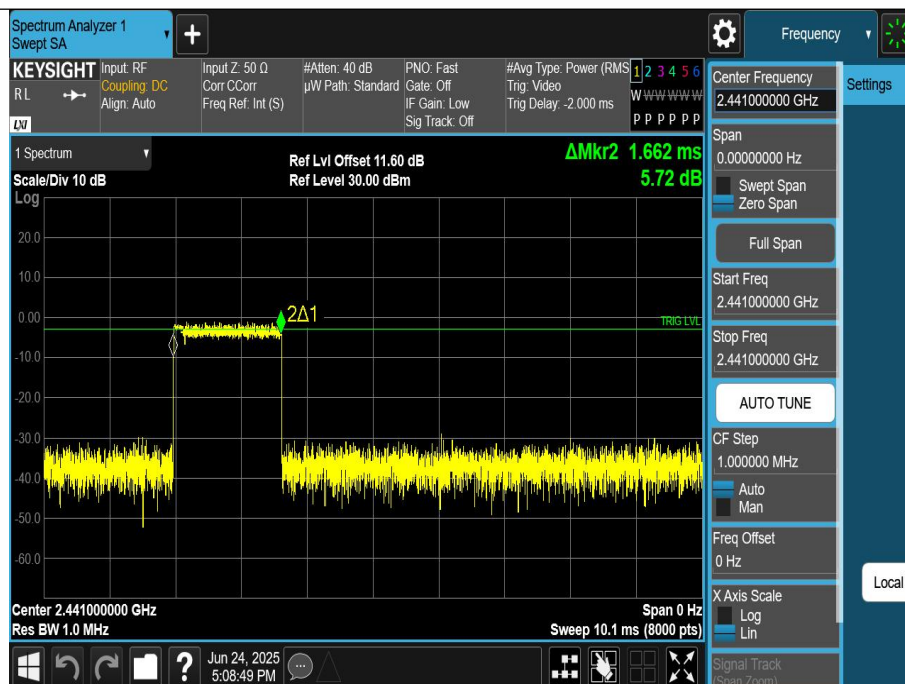 Spectrum Analyzer 1
Swept SA
Frequency
KEYSIGHT
RL
LXI
Input: RF
Coupling: DC
Align: Auto
Input Z: 50 Ω
Corr CCorr
Freq Ref: Int (S)
#Atten: 40 dB
µW Path: Standard
PNO: Fast
Gate: Off
IF Gain: Low
Sig Track: Off
#Avg Type: Power (RMS
Trig: Video
Trig Delay: -2.000 ms
1 2 3 4 5 6
W W W W W W
P P P P P P
Center Frequency
2.441000000 GHz
Settings
1 Spectrum
Scale/Div 10 dB
Log
Ref Lvl Offset 11.60 dB
Ref Level 30.00 dBm
ΔMkr2 1.662 ms
5.72 dB
Span
0.00000000 Hz
Swept Span
Zero Span
Full Span
Start Freq
2.441000000 GHz
Stop Freq
2.441000000 GHz
AUTO TUNE
CF Step
1.000000 MHz
Auto
Man
Freq Offset
0 Hz
X Axis Scale
Log
Lin
Signal Track
(Span Zoom)
Local
20.0
10.0
0.00
-10.0
-20.0
-30.0
-40.0
-50.0
-60.0
2Δ1
TRIG LVL
Center 2.441000000 GHz
Res BW 1.0 MHz
Span 0 Hz
Sweep 10.1 ms (8000 pts)
Jun 24, 2025
5:08:49 PM